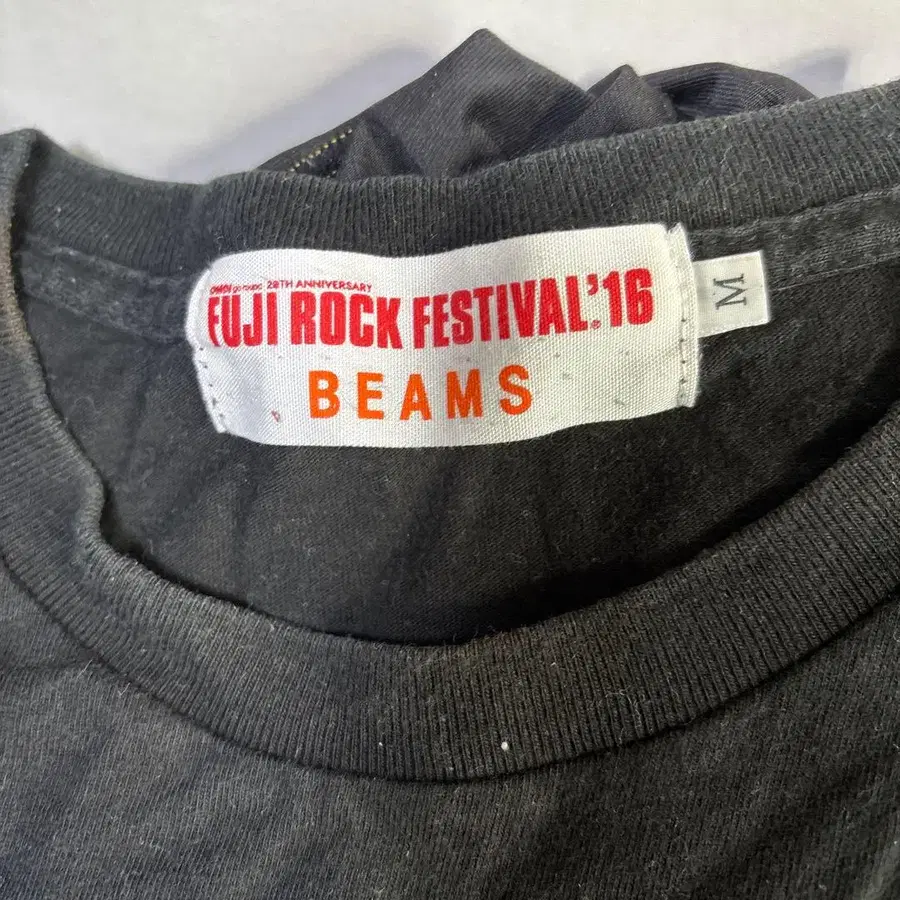 20TH ANNIVERSARY
FUJI ROCK FESTIVAL.'16
BEAMS
M